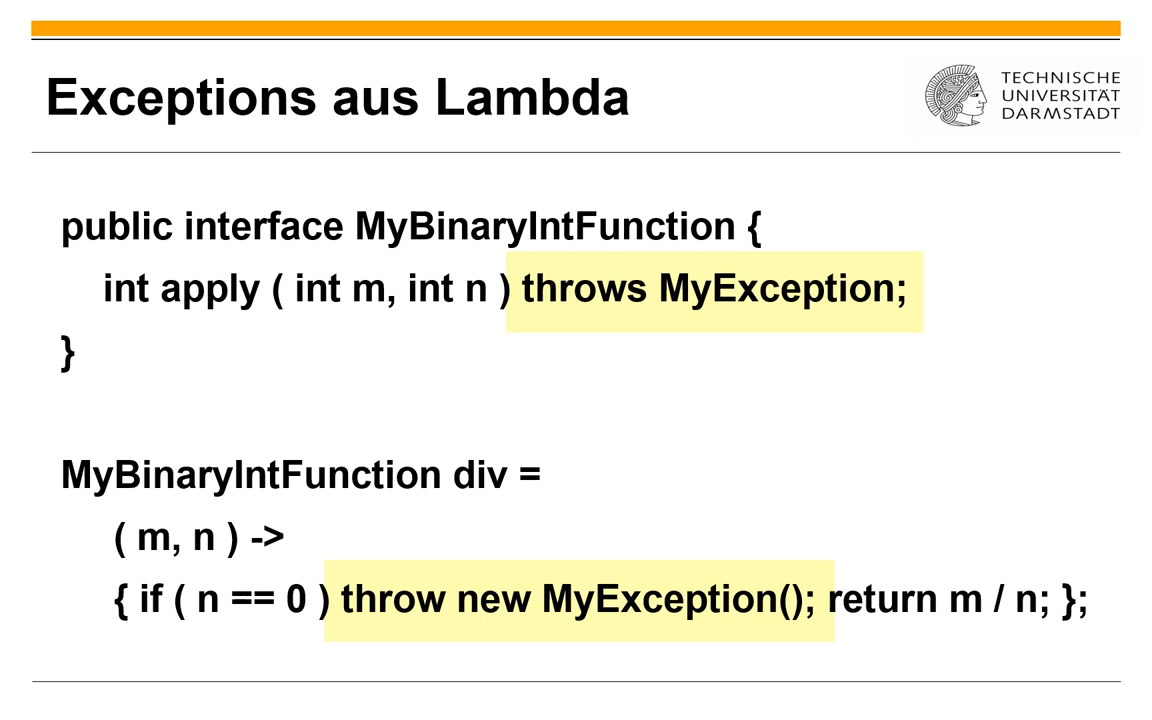 Exceptions aus Lambda
TECHNISCHE
UNIVERSITÄT
DARMSTADT
public interface MyBinaryIntFunction {
int apply ( int m, int n ) throws MyException;
}
MyBinaryIntFunction div =
( m, n ) ->
{ if ( n == 0 ) throw new MyException(); return m / n; };